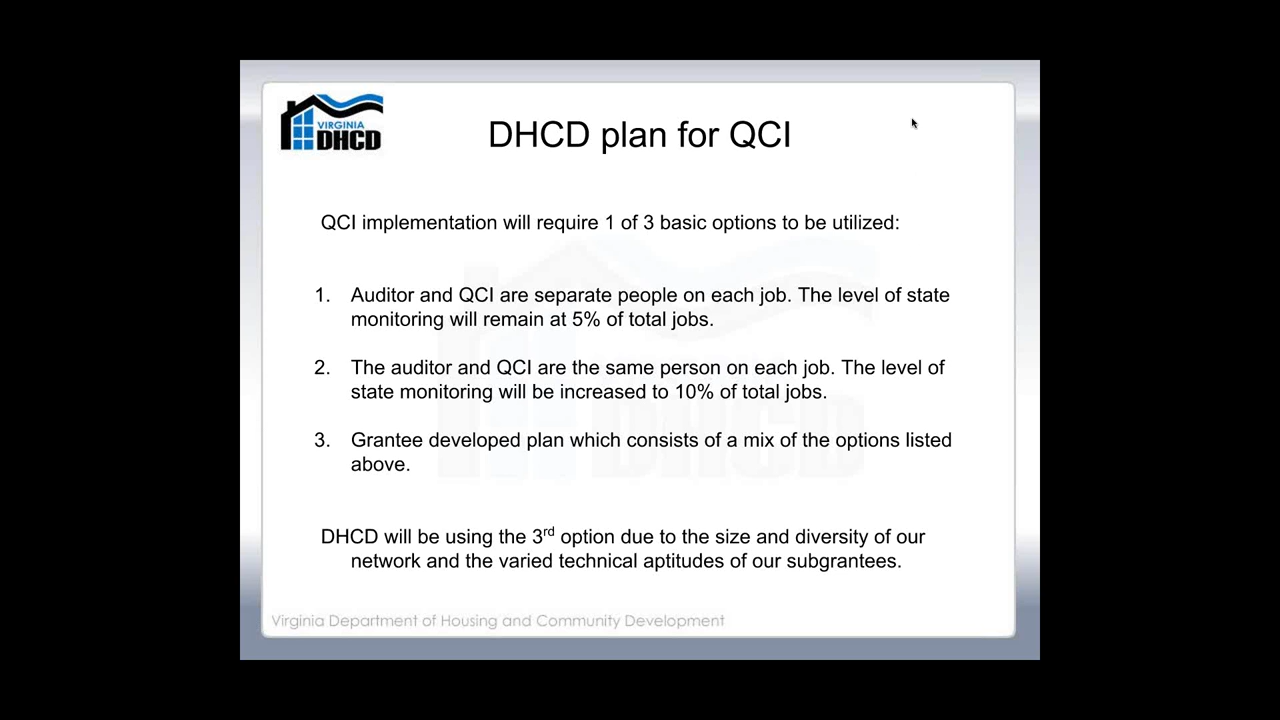 VIRGINIA
DHCD
DHCD plan for QCI
QCI implementation will require 1 of 3 basic options to be utilized:
1. Auditor and QCI are separate people on each job. The level of state
monitoring will remain at 5% of total jobs.
2. The auditor and QCI are the same person on each job. The level of
state monitoring will be increased to 10% of total jobs.
3. Grantee developed plan which consists of a mix of the options listed
above.
DHCD will be using the 3rd option due to the size and diversity of our
network and the varied technical aptitudes of our subgrantees.
Virginia Department of Housing and Community Development